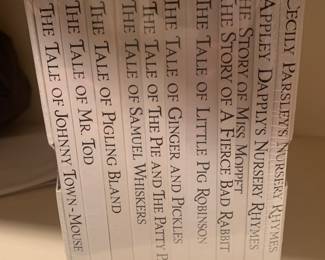 THE TALE OF JOHNNY TOWN-MOUSE
THE TALE OF MR. TOD
THE TALE OF PIGLING BLAND
THE TALE OF SAMUEL WHISKERS
THE TALE OF THE PIE AND THE PATTY P
THE TALE OF GINGER AND PICKLES
THE TALE OF LITTLE PIG ROBINSON
THE STORY OF A FIERCE BAD RABBIT
THE STORY OF MISS MOPPET
APPLEY DAPPLY'S NURSERY RHYMES
CECILY PARSLEY'S NURSERY RHYMES